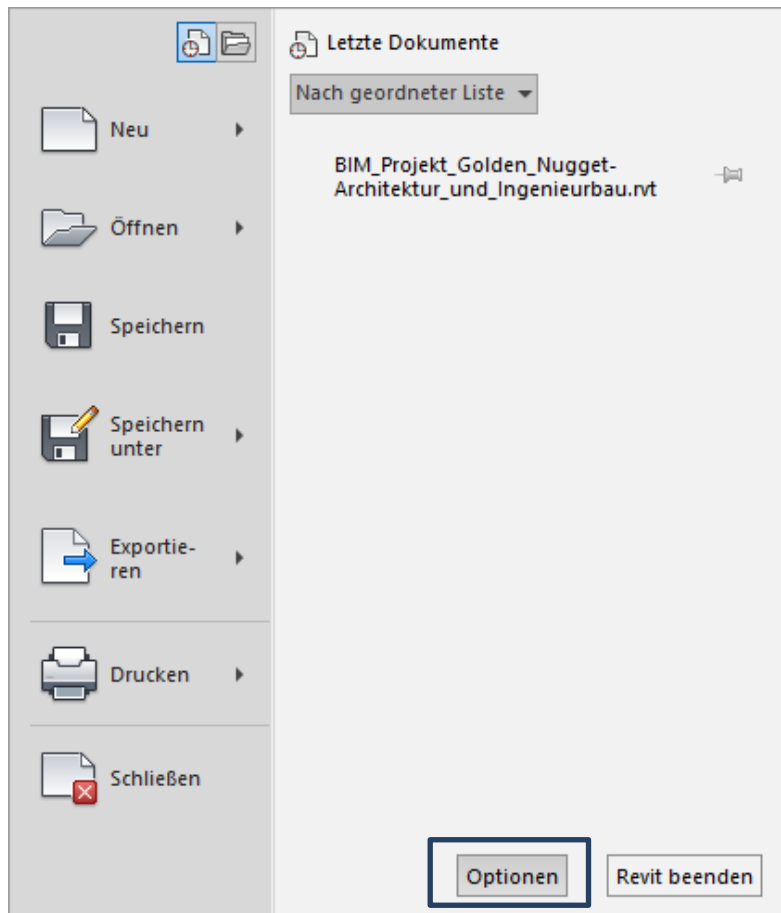 Letzte Dokumente
Nach geordneter Liste
BIM_Projekt_Golden_Nugget-
Architektur_und_Ingenieurbau.rvt
Neu
Öffnen
Speichern
Speichern
unter
Exportie-
ren
Drucken
Schließen
Optionen
Revit beenden